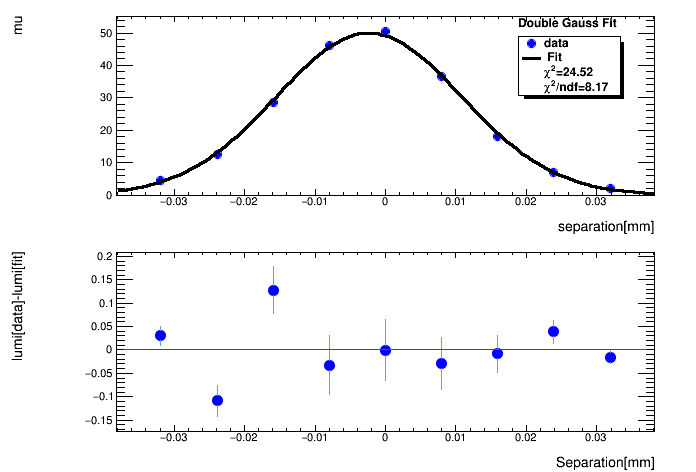 mu
Double Gauss Fit
data
Fit
χ²=24.52
χ²/ndf=8.17
50
40
30
20
10
0
−0.03 −0.02 −0.01 0 0.01 0.02 0.03
separation[mm]
lumi[data]-lumi[fit]
0.2
0.15
0.1
0.05
0
−0.05
−0.1
−0.15
−0.03 −0.02 −0.01 0 0.01 0.02 0.03
Separation[mm]